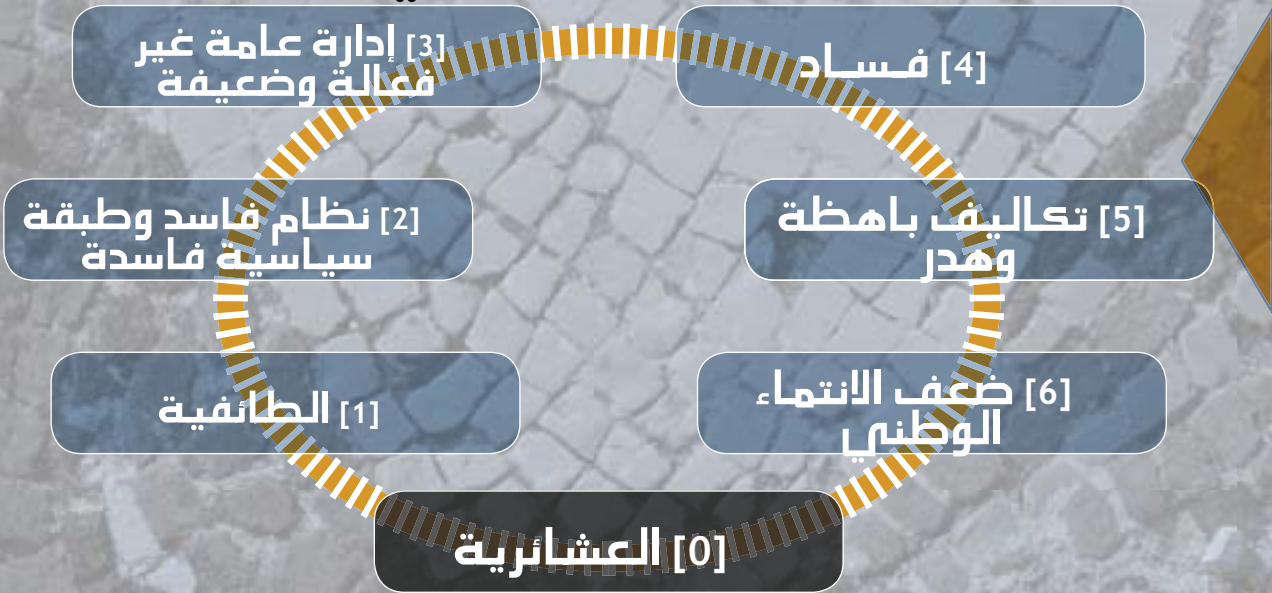 [3] إدارة عامة غير
فعالة وضعيفة
[4] فـسـاد
[2] نظام فاسد وطبقة
سياسية فاسدة
[5] تكاليف باهظة
وهدر
[1] الطائفية
[6] ضعف الانتماء
الوطني
[0] العشائرية